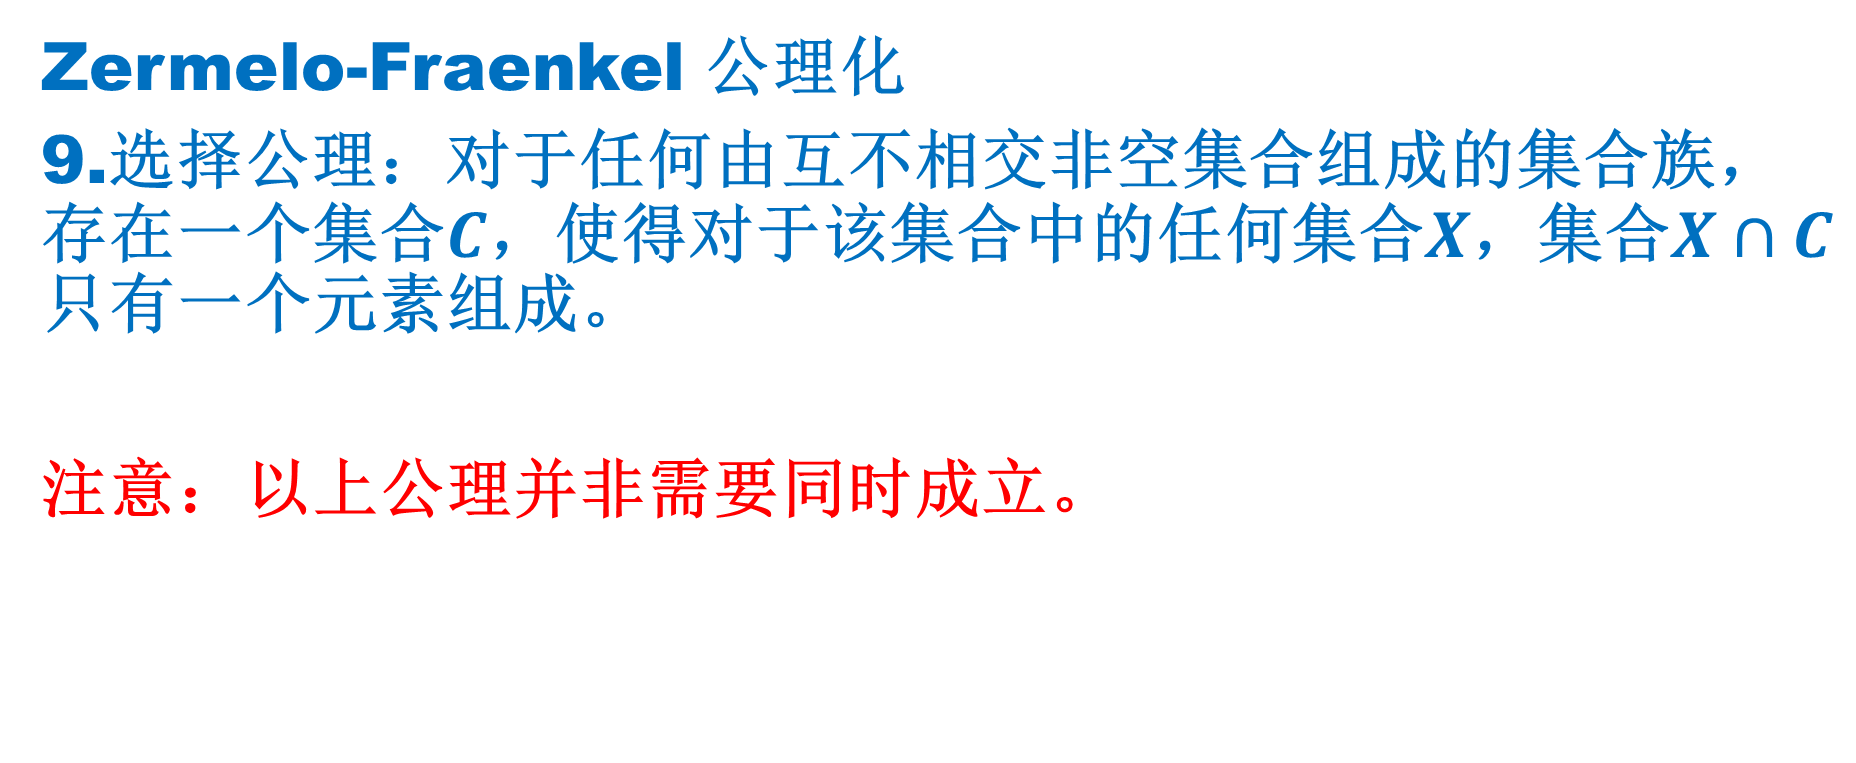 Zermelo-Fraenkel 公理化
9.选择公理：对于任何由互不相交非空集合组成的集合族，
存在一个集合C，使得对于该集合中的任何集合X，集合X ∩ C
只有一个元素组成。
注意：以上公理并非需要同时成立。